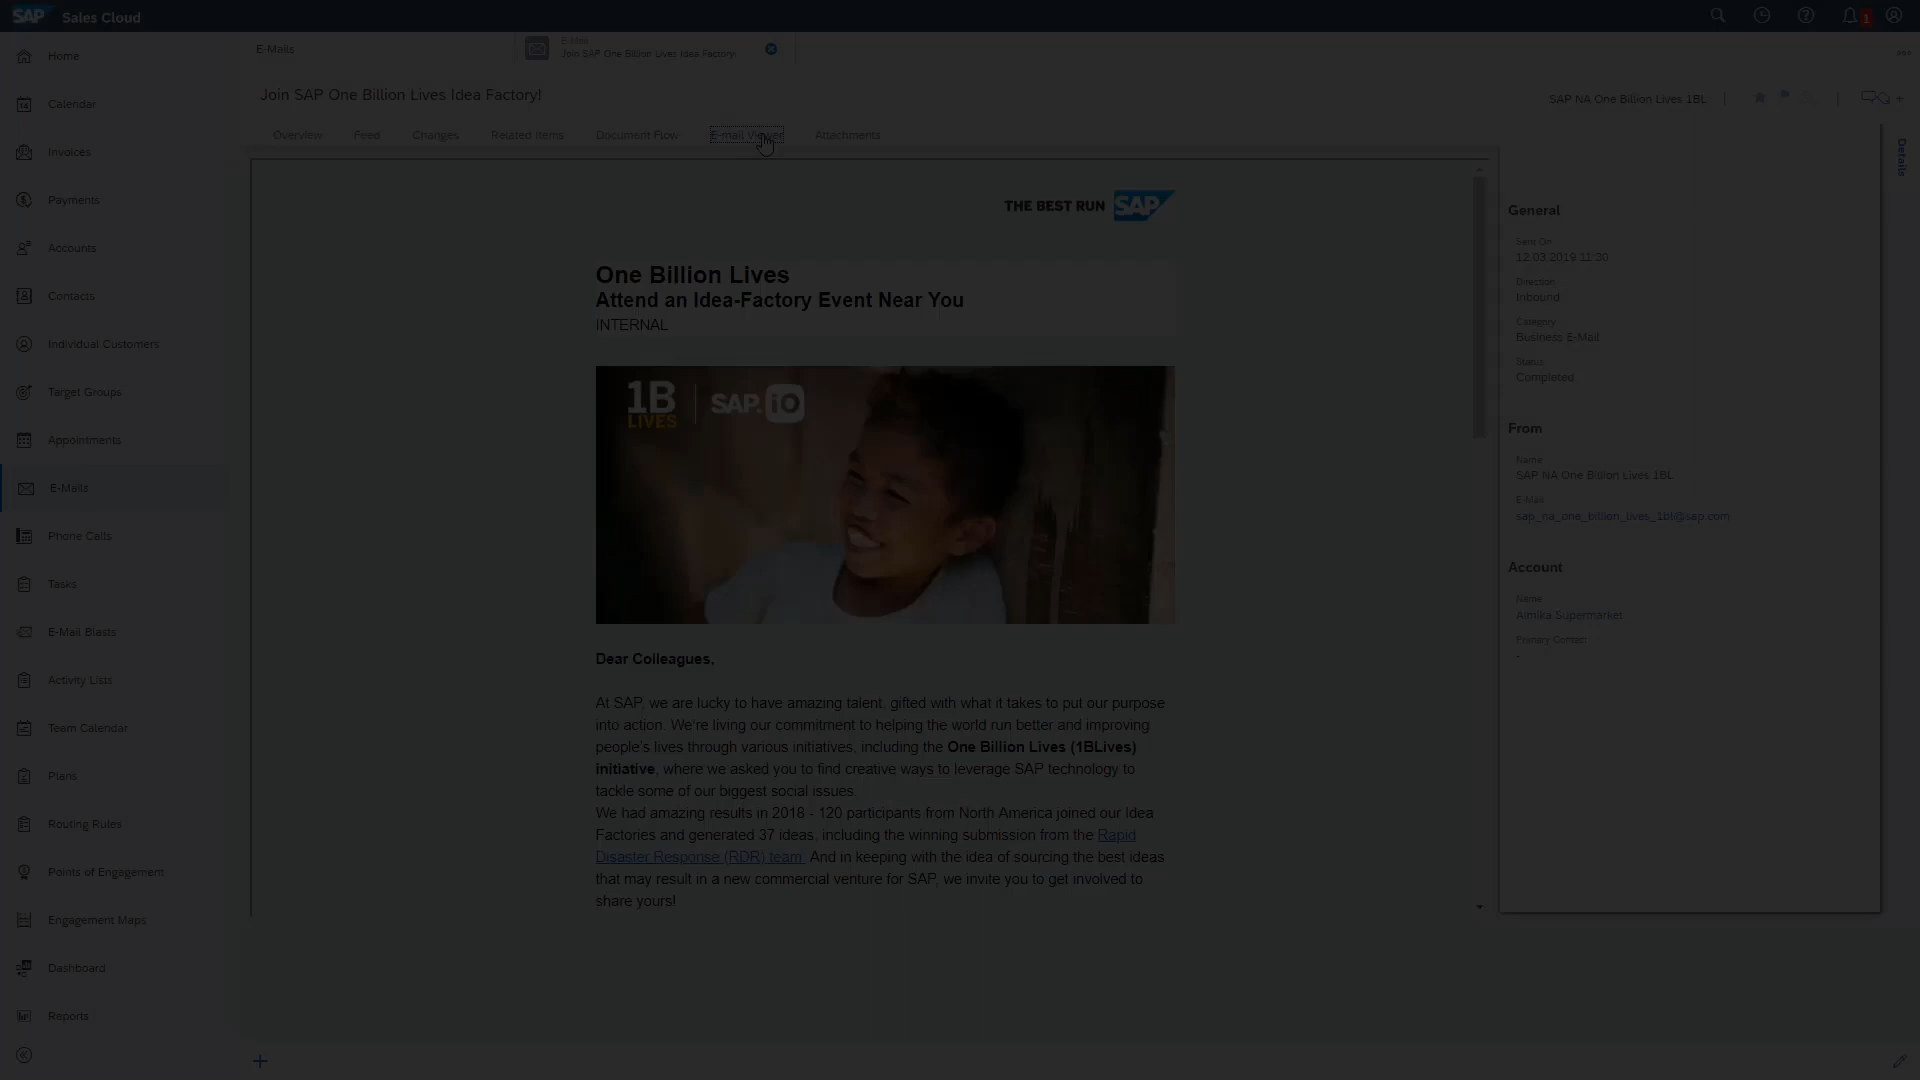 SAP Sales Cloud
1
Home
Calendar
Invoices
Payments
Accounts
Contacts
Individual Customers
Target Groups
Appointments
E-Mails
Phone Calls
Tasks
E-Mail Blasts
Activity Lists
Team Calendar
Plans
Routing Rules
Points of Engagement
Engagement Maps
Dashboard
Reports
E-Mails
E-Mail
Join SAP One Billion Lives Idea Factory!
Join SAP One Billion Lives Idea Factory!
SAP NA One Billion Lives 1BL
Overview Feed Changes Related Items Document Flow E-mail Viewer Attachments
THE BEST RUN SAP
One Billion Lives
Attend an Idea-Factory Event Near You
INTERNAL
1B LIVES | SAP.iO
Dear Colleagues,
At SAP, we are lucky to have amazing talent, gifted with what it takes to put our purpose
into action. We're living our commitment to helping the world run better and improving
people's lives through various initiatives, including the One Billion Lives (1BLives)
initiative, where we asked you to find creative ways to leverage SAP technology to
tackle some of our biggest social issues.
We had amazing results in 2018 - 120 participants from North America joined our Idea
Factories and generated 37 ideas, including the winning submission from the Rapid
Disaster Response (RDR) team. And in keeping with the idea of sourcing the best ideas
that may result in a new commercial venture for SAP, we invite you to get involved to
share yours!
Details
General
Sent On
12.03.2019 11:30
Direction
Inbound
Category
Business E-Mail
Status
Completed
From
Name
SAP NA One Billion Lives 1BL
E-Mail
sap_na_one_billion_lives_1bl@sap.com
Account
Name
Almika Supermarket
Primary Contact
-